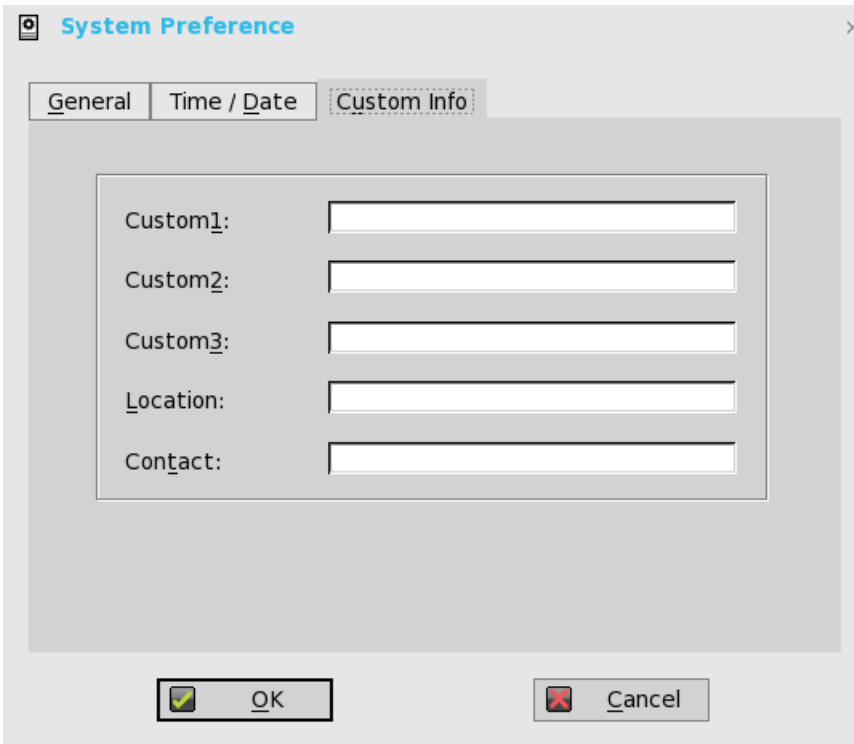 System Preference
General Time / Date Custom Info
Custom1:
Custom2:
Custom3:
Location:
Contact:
OK Cancel